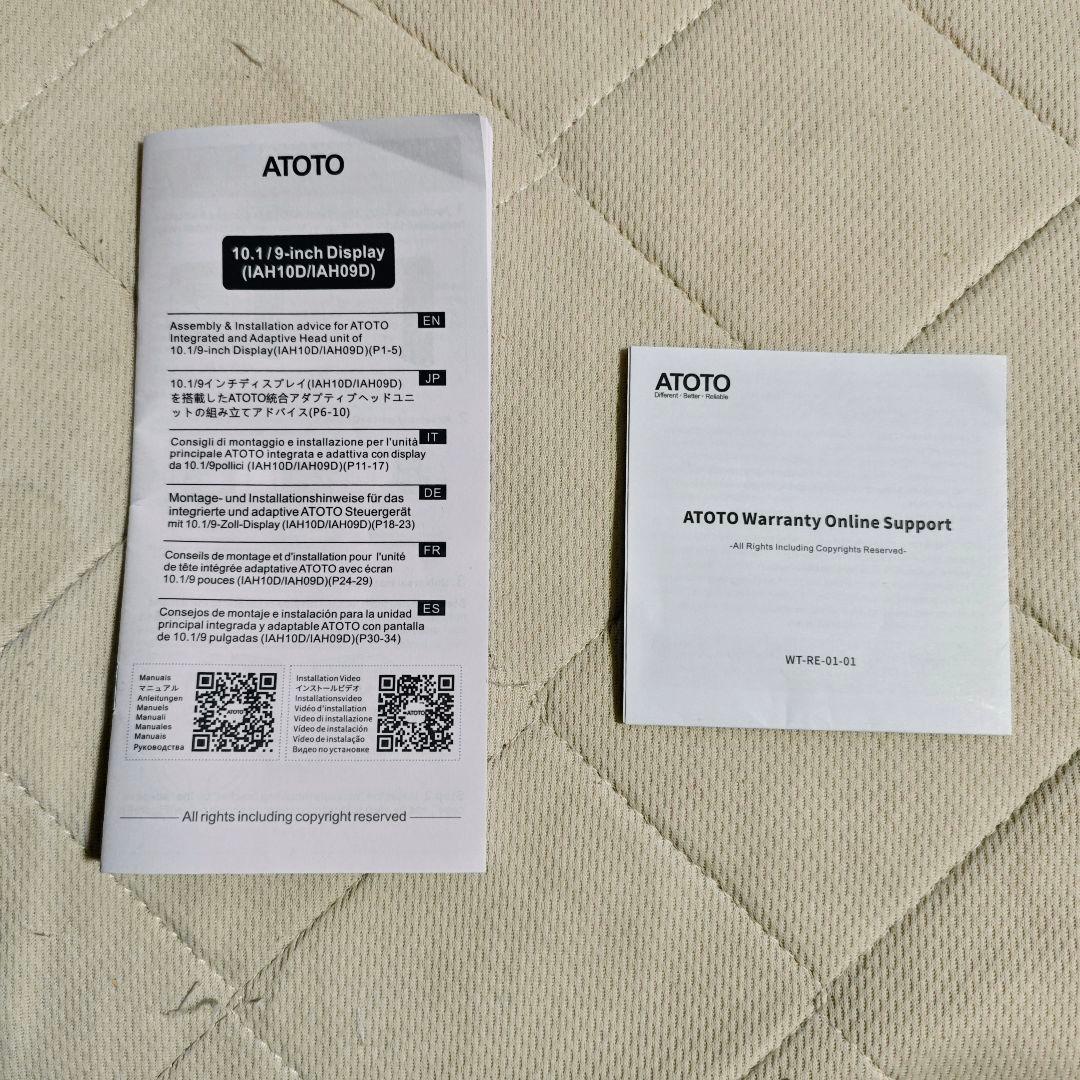 ATOTO
10.1 / 9-inch Display
(IAH10D/IAH09D)
EN
Assembly & Installation advice for ATOTO
Integrated and Adaptive Head unit of
10.1/9-inch Display(IAH10D/IAH09D)(P1-5)
JP
10.1/9インチディスプレイ(IAH10D/IAH09D)
を搭載したATOTO統合アダプティブヘッドユニ
ットの組み立てアドバイス(P6-10)
IT
Consigli di montaggio e installazione per l'unità
principale ATOTO integrata e adattiva con display
da 10.1/9pollici (IAH10D/IAH09D)(P11-17)
DE
Montage- und Installationshinweise für das
integrierte und adaptive ATOTO Steuergerät
mit 10.1/9-Zoll-Display (IAH10D/IAH09D)(P18-23)
FR
Conseils de montage et d'installation pour l'unité
de tête intégrée adaptative ATOTO avec écran
10.1/9 pouces (IAH10D/IAH09D)(P24-29)
ES
Consejos de montaje e instalación para la unidad
principal integrada y adaptable ATOTO con pantalla
de 10.1/9 pulgadas (IAH10D/IAH09D)(P30-34)
Manuais
マニュアル
Anleitungen
Manuels
Manuali
Manuales
Manuais
Руководства
ATOTO
Installation Video
インストールビデオ
Installationsvideo
Vidéo d'installation
Video di installazione
Vídeo de instalación
Vídeo de instalação
Видео по установке
ATOTO
All rights including copyright reserved
ATOTO
Different · Better · Reliable
ATOTO Warranty Online Support
-All Rights Including Copyrights Reserved-
WT-RE-01-01